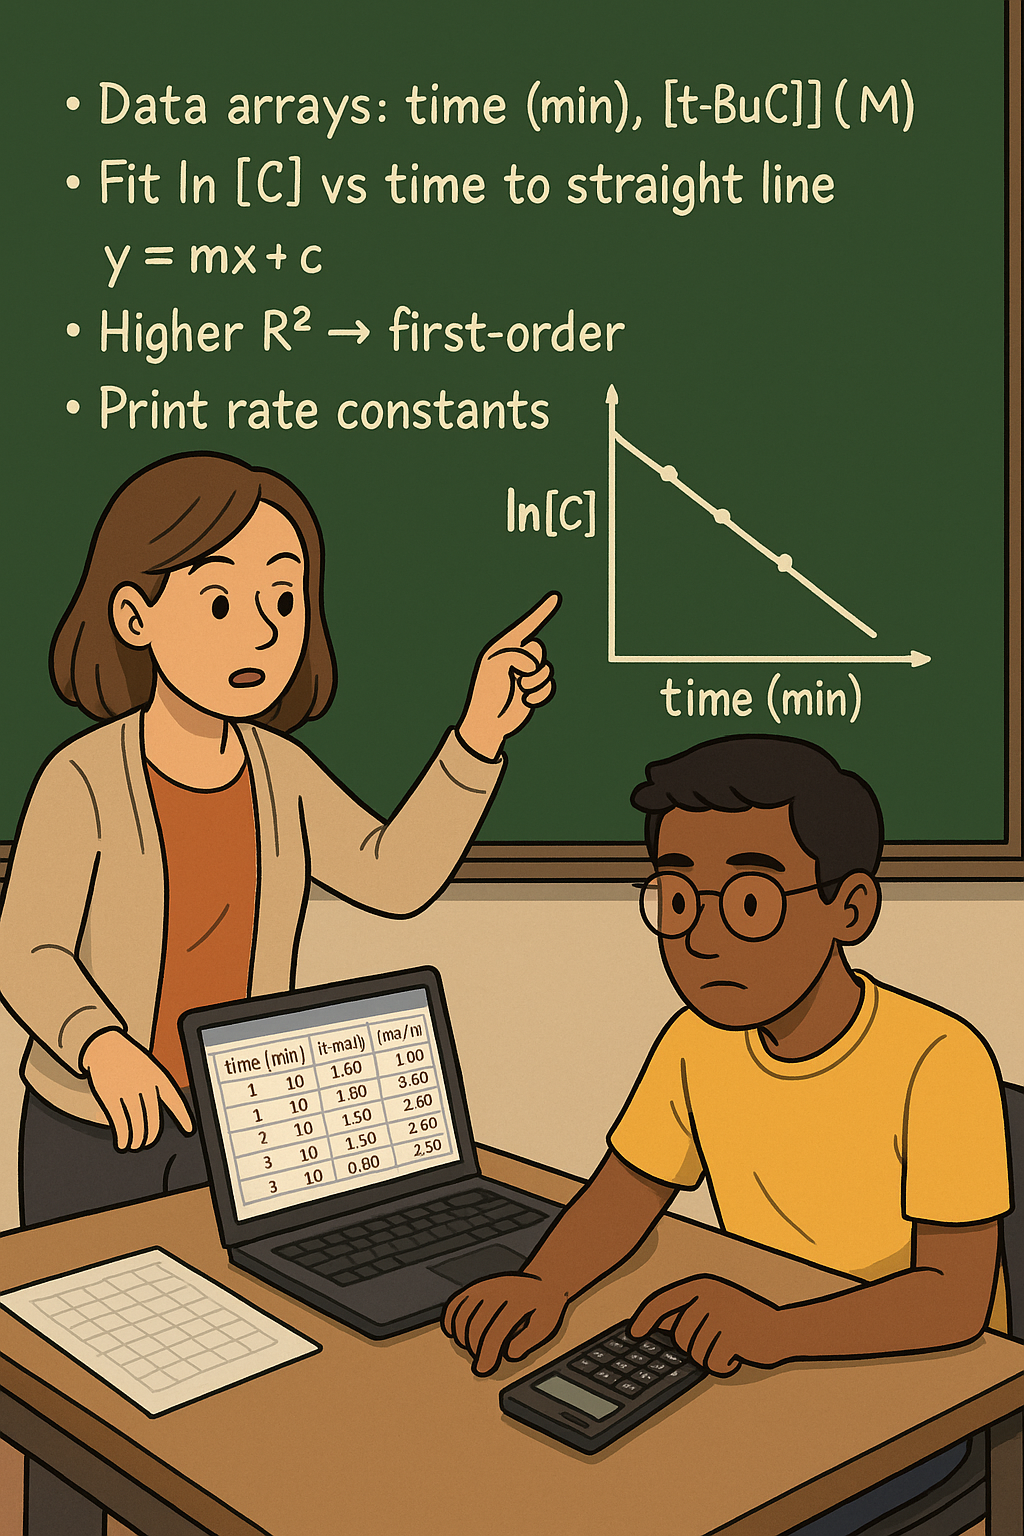 • Data arrays: time (min), [t-BuC]] (M)
• Fit ln [C] vs time to straight line
y = mx + c
• Higher R² → first-order
• Print rate constants
ln[C]
time (min)
time (min) (ma/m
1 10 1.60 1.00
1 10 1.80 3.60
2 10 1.50 2.60
3 10 1.50 2 60
3 10 0.80 2,50